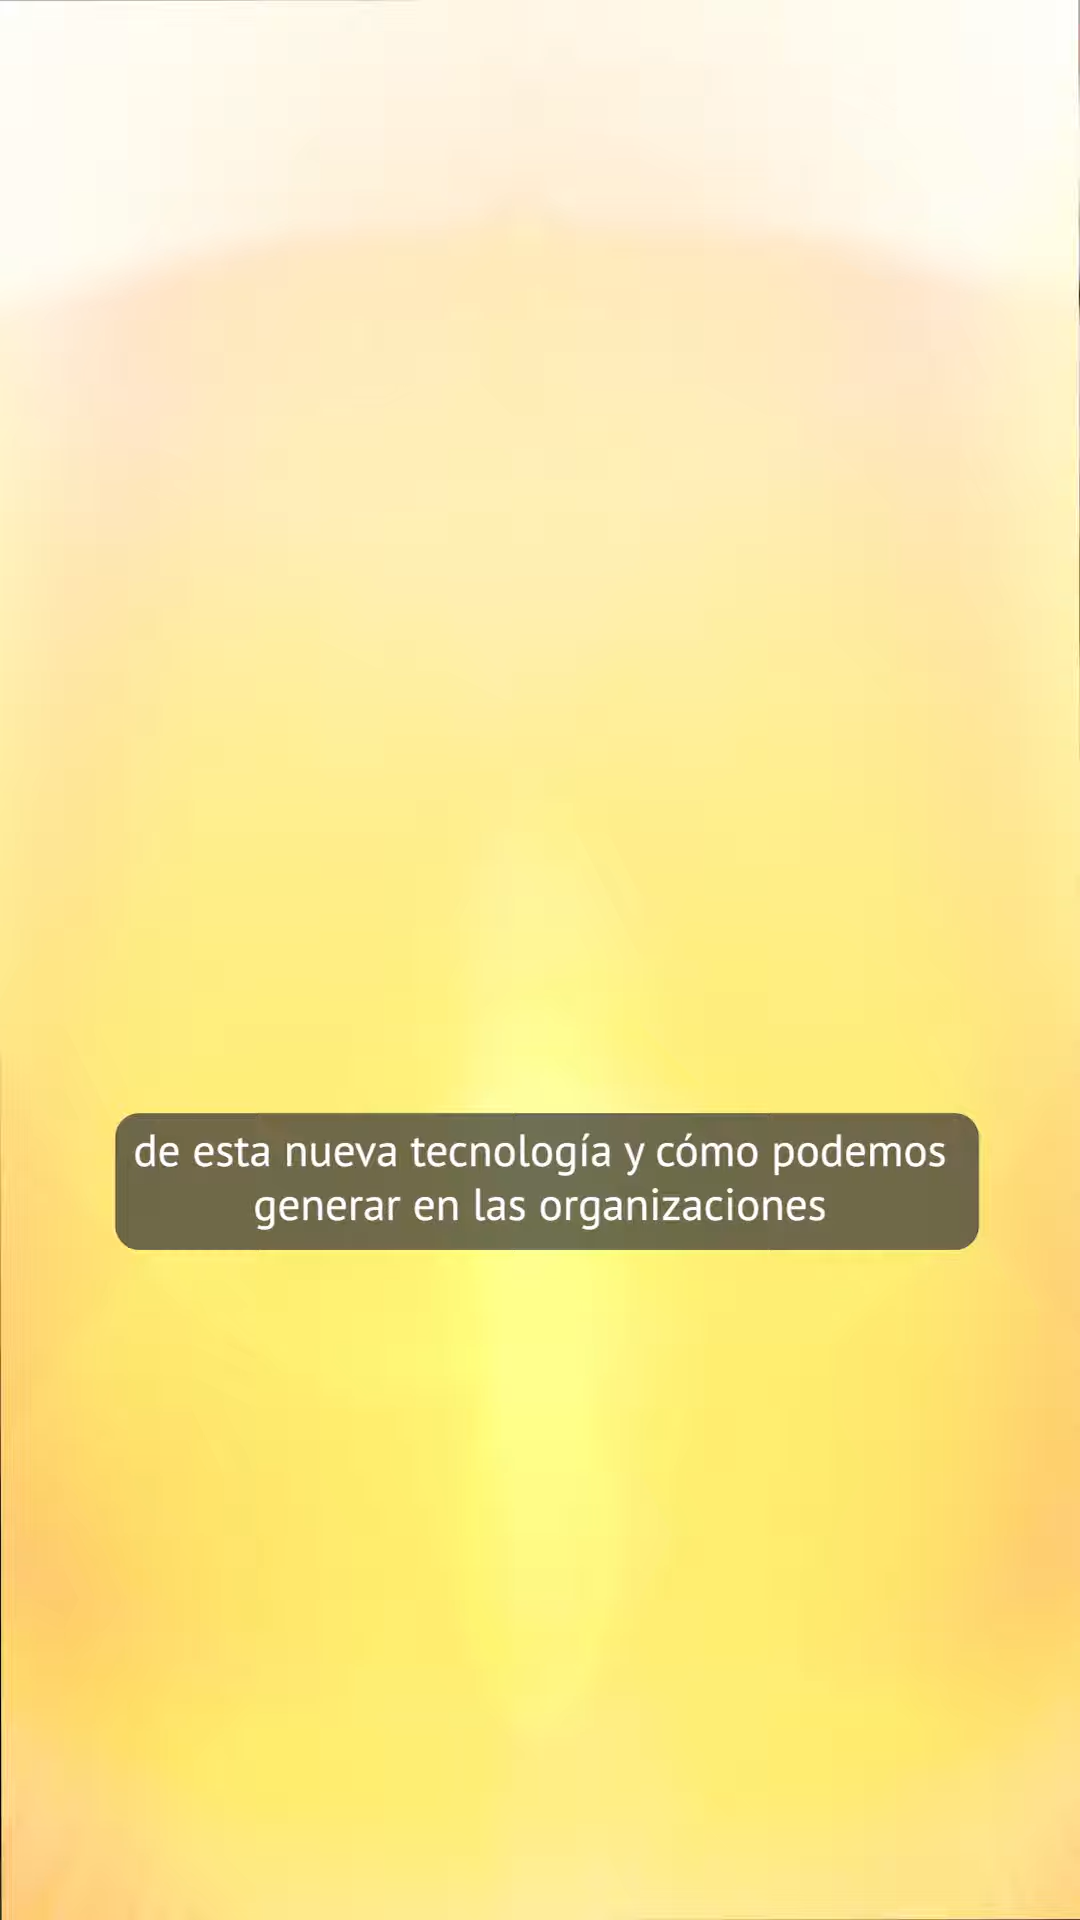 de esta nueva tecnología y cómo podemos
generar en las organizaciones